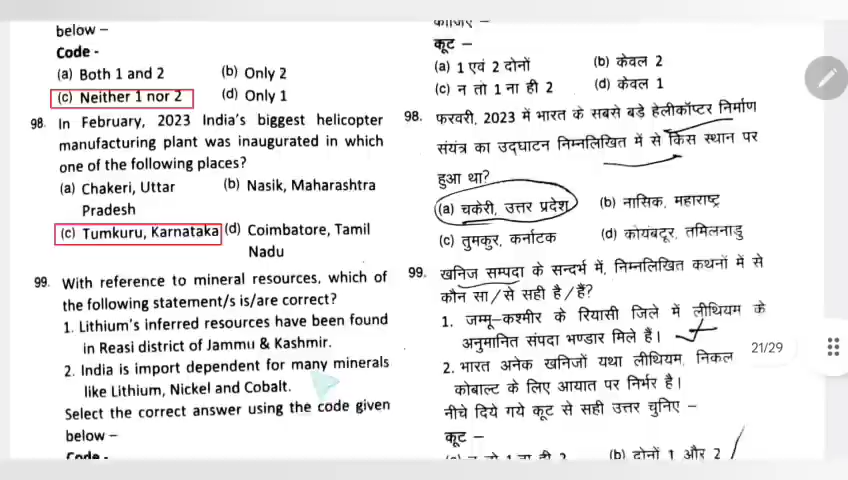 below –
Code -
(a) Both 1 and 2 (b) Only 2
(c) Neither 1 nor 2 (d) Only 1
98. In February, 2023 India's biggest helicopter
manufacturing plant was inaugurated in which
one of the following places?
(a) Chakeri, Uttar (b) Nasik, Maharashtra
Pradesh
(c) Tumkuru, Karnataka (d) Coimbatore, Tamil
Nadu
99. With reference to mineral resources, which of
the following statement/s is/are correct?
1. Lithium's inferred resources have been found
in Reasi district of Jammu & Kashmir.
2. India is import dependent for many minerals
like Lithium, Nickel and Cobalt.
Select the correct answer using the code given
below –
Code -
कीजिए –
कूट –
(a) 1 एवं 2 दोनों (b) केवल 2
(c) न तो 1 ना ही 2 (d) केवल 1
98. फरवरी, 2023 में भारत के सबसे बड़े हेलीकॉप्टर निर्माण
संयंत्र का उद्घाटन निम्नलिखित में से किस स्थान पर
हुआ था?
(a) चकेरी, उत्तर प्रदेश (b) नासिक, महाराष्ट्र
(c) तुमकुर, कर्नाटक (d) कोयंबटूर, तमिलनाडु
99. खनिज सम्पदा के सन्दर्भ में, निम्नलिखित कथनों में से
कौन सा/से सही है/हैं?
1. जम्मू–कश्मीर के रियासी जिले में लीथियम के
अनुमानित संपदा भण्डार मिले हैं।
2. भारत अनेक खनिजों यथा लीथियम, निकल
कोबाल्ट के लिए आयात पर निर्भर है।
नीचे दिये गये कूट से सही उत्तर चुनिए –
कूट –
(b) दोनों 1 और 2
21/29